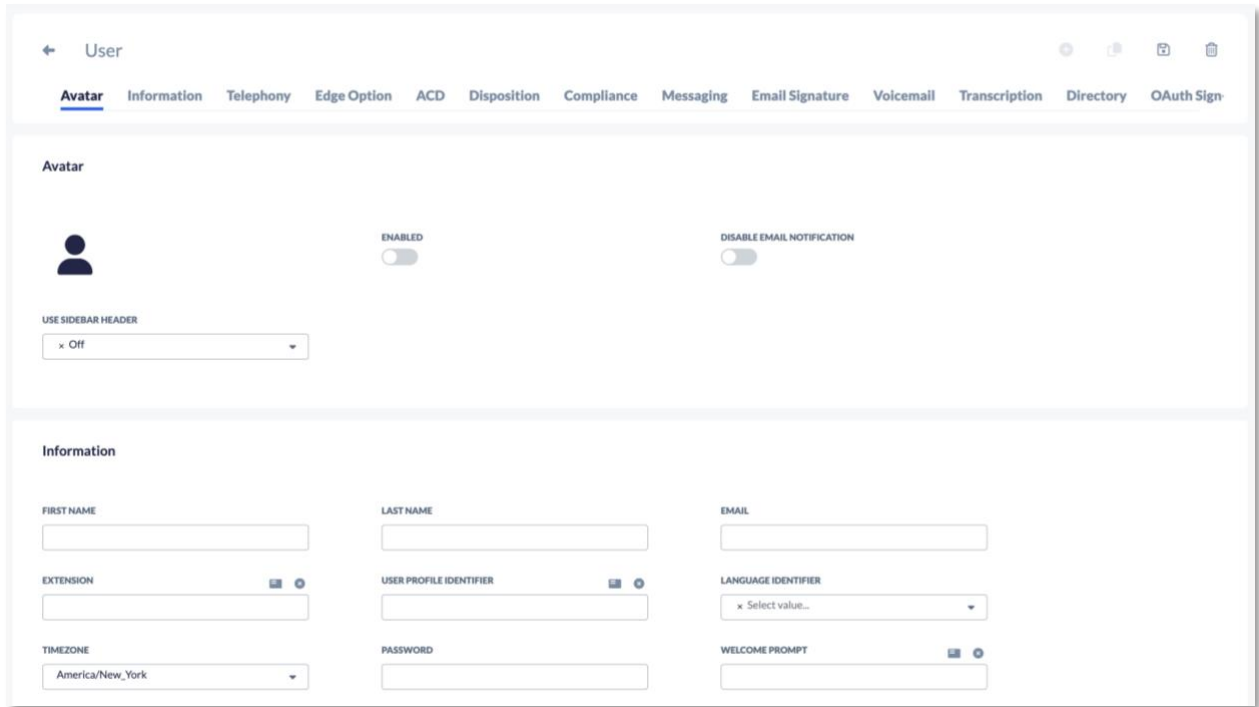 User
Avatar Information Telephony Edge Option ACD Disposition Compliance Messaging Email Signature Voicemail Transcription Directory OAuth Sign-
Avatar
ENABLED DISABLE EMAIL NOTIFICATION
USE SIDEBAR HEADER
× Off
Information
FIRST NAME LAST NAME EMAIL
EXTENSION USER PROFILE IDENTIFIER LANGUAGE IDENTIFIER
× Select value...
TIMEZONE PASSWORD WELCOME PROMPT
America/New_York